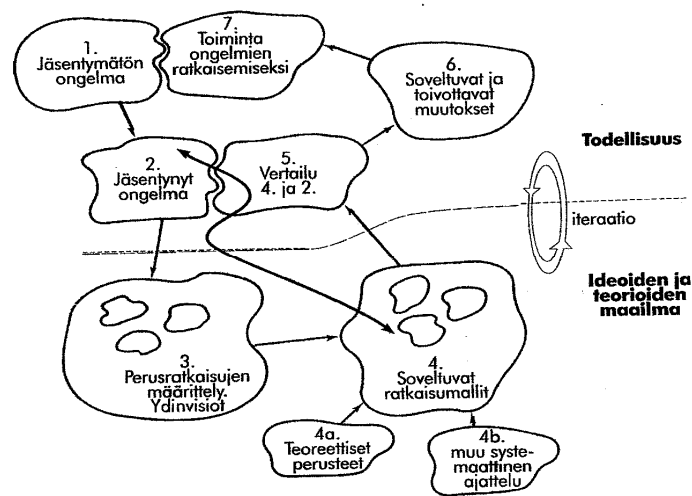 1.
Jäsentymätön
ongelma
7.
Toiminta
ongelmien
ratkaisemiseksi
6.
Soveltuvat ja
toivottavat
muutokset
2.
Jäsentynyt
ongelma
5.
Vertailu
4. ja 2.
Todellisuus
iteraatio
Ideoiden ja
teorioiden
maailma
3.
Perusratkaisujen
määrittely.
Ydinvisiot
4.
Soveltuvat
ratkaisumallit
4a.
Teoreettiset
perusteet
4b.
muu syste-
maattinen
ajattelu